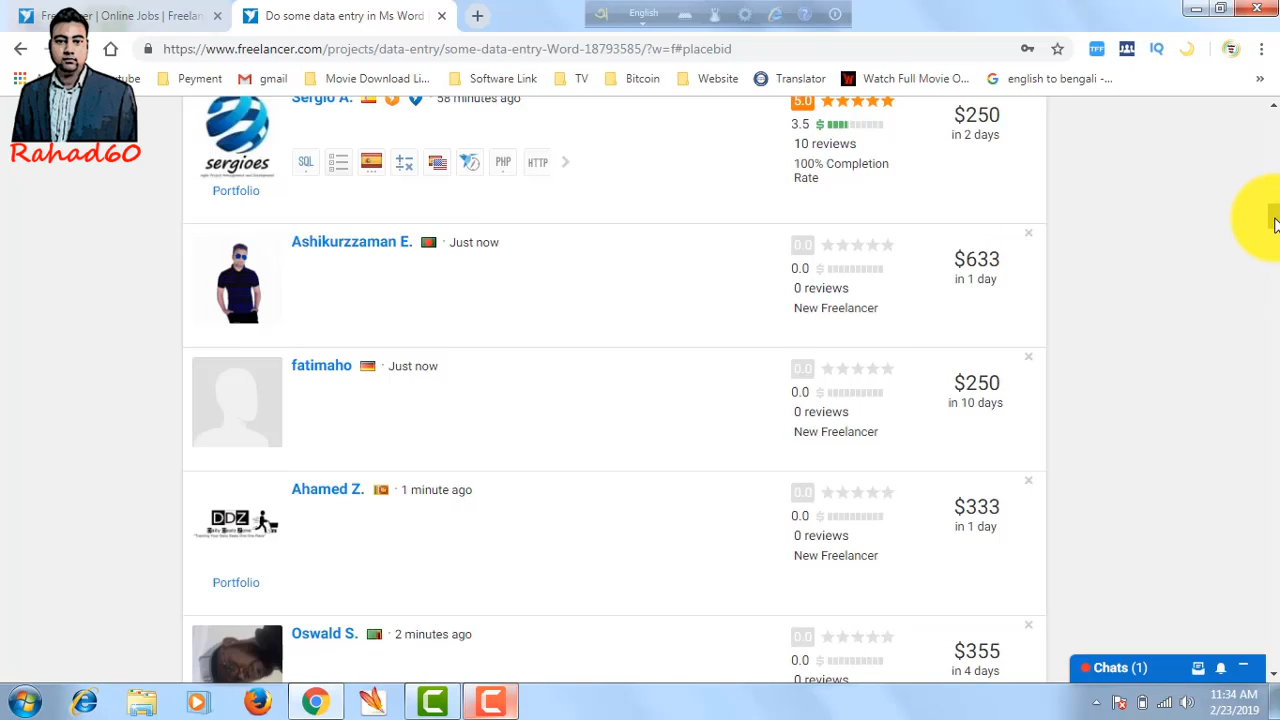 Freelancer | Online Jobs | Freelan
Do some data entry in Ms Word
English
https://www.freelancer.com/projects/data-entry/some-data-entry-Word-18793585/?w=f#placebid
TFF
IQ
Peyment
gmail
Movie Download Li...
Software Link
TV
Bitcoin
Website
Translator
Watch Full Movie O...
english to bengali -...
»
Rahad60
Sergio A. · 58 minutes ago
5.0
$250
3.5
in 2 days
10 reviews
100% Completion
Rate
sergioes
SQL
PHP
HTTP
Portfolio
Ashikurzzaman E. · Just now
0.0
$633
0.0
in 1 day
0 reviews
New Freelancer
fatimaho · Just now
0.0
$250
0.0
in 10 days
0 reviews
New Freelancer
Ahamed Z. · 1 minute ago
0.0
$333
0.0
in 1 day
0 reviews
New Freelancer
DDZ
Portfolio
Oswald S. · 2 minutes ago
0.0
$355
0.0
in 4 days
0 reviews
Chats (1)
11:34 AM
2/23/2019